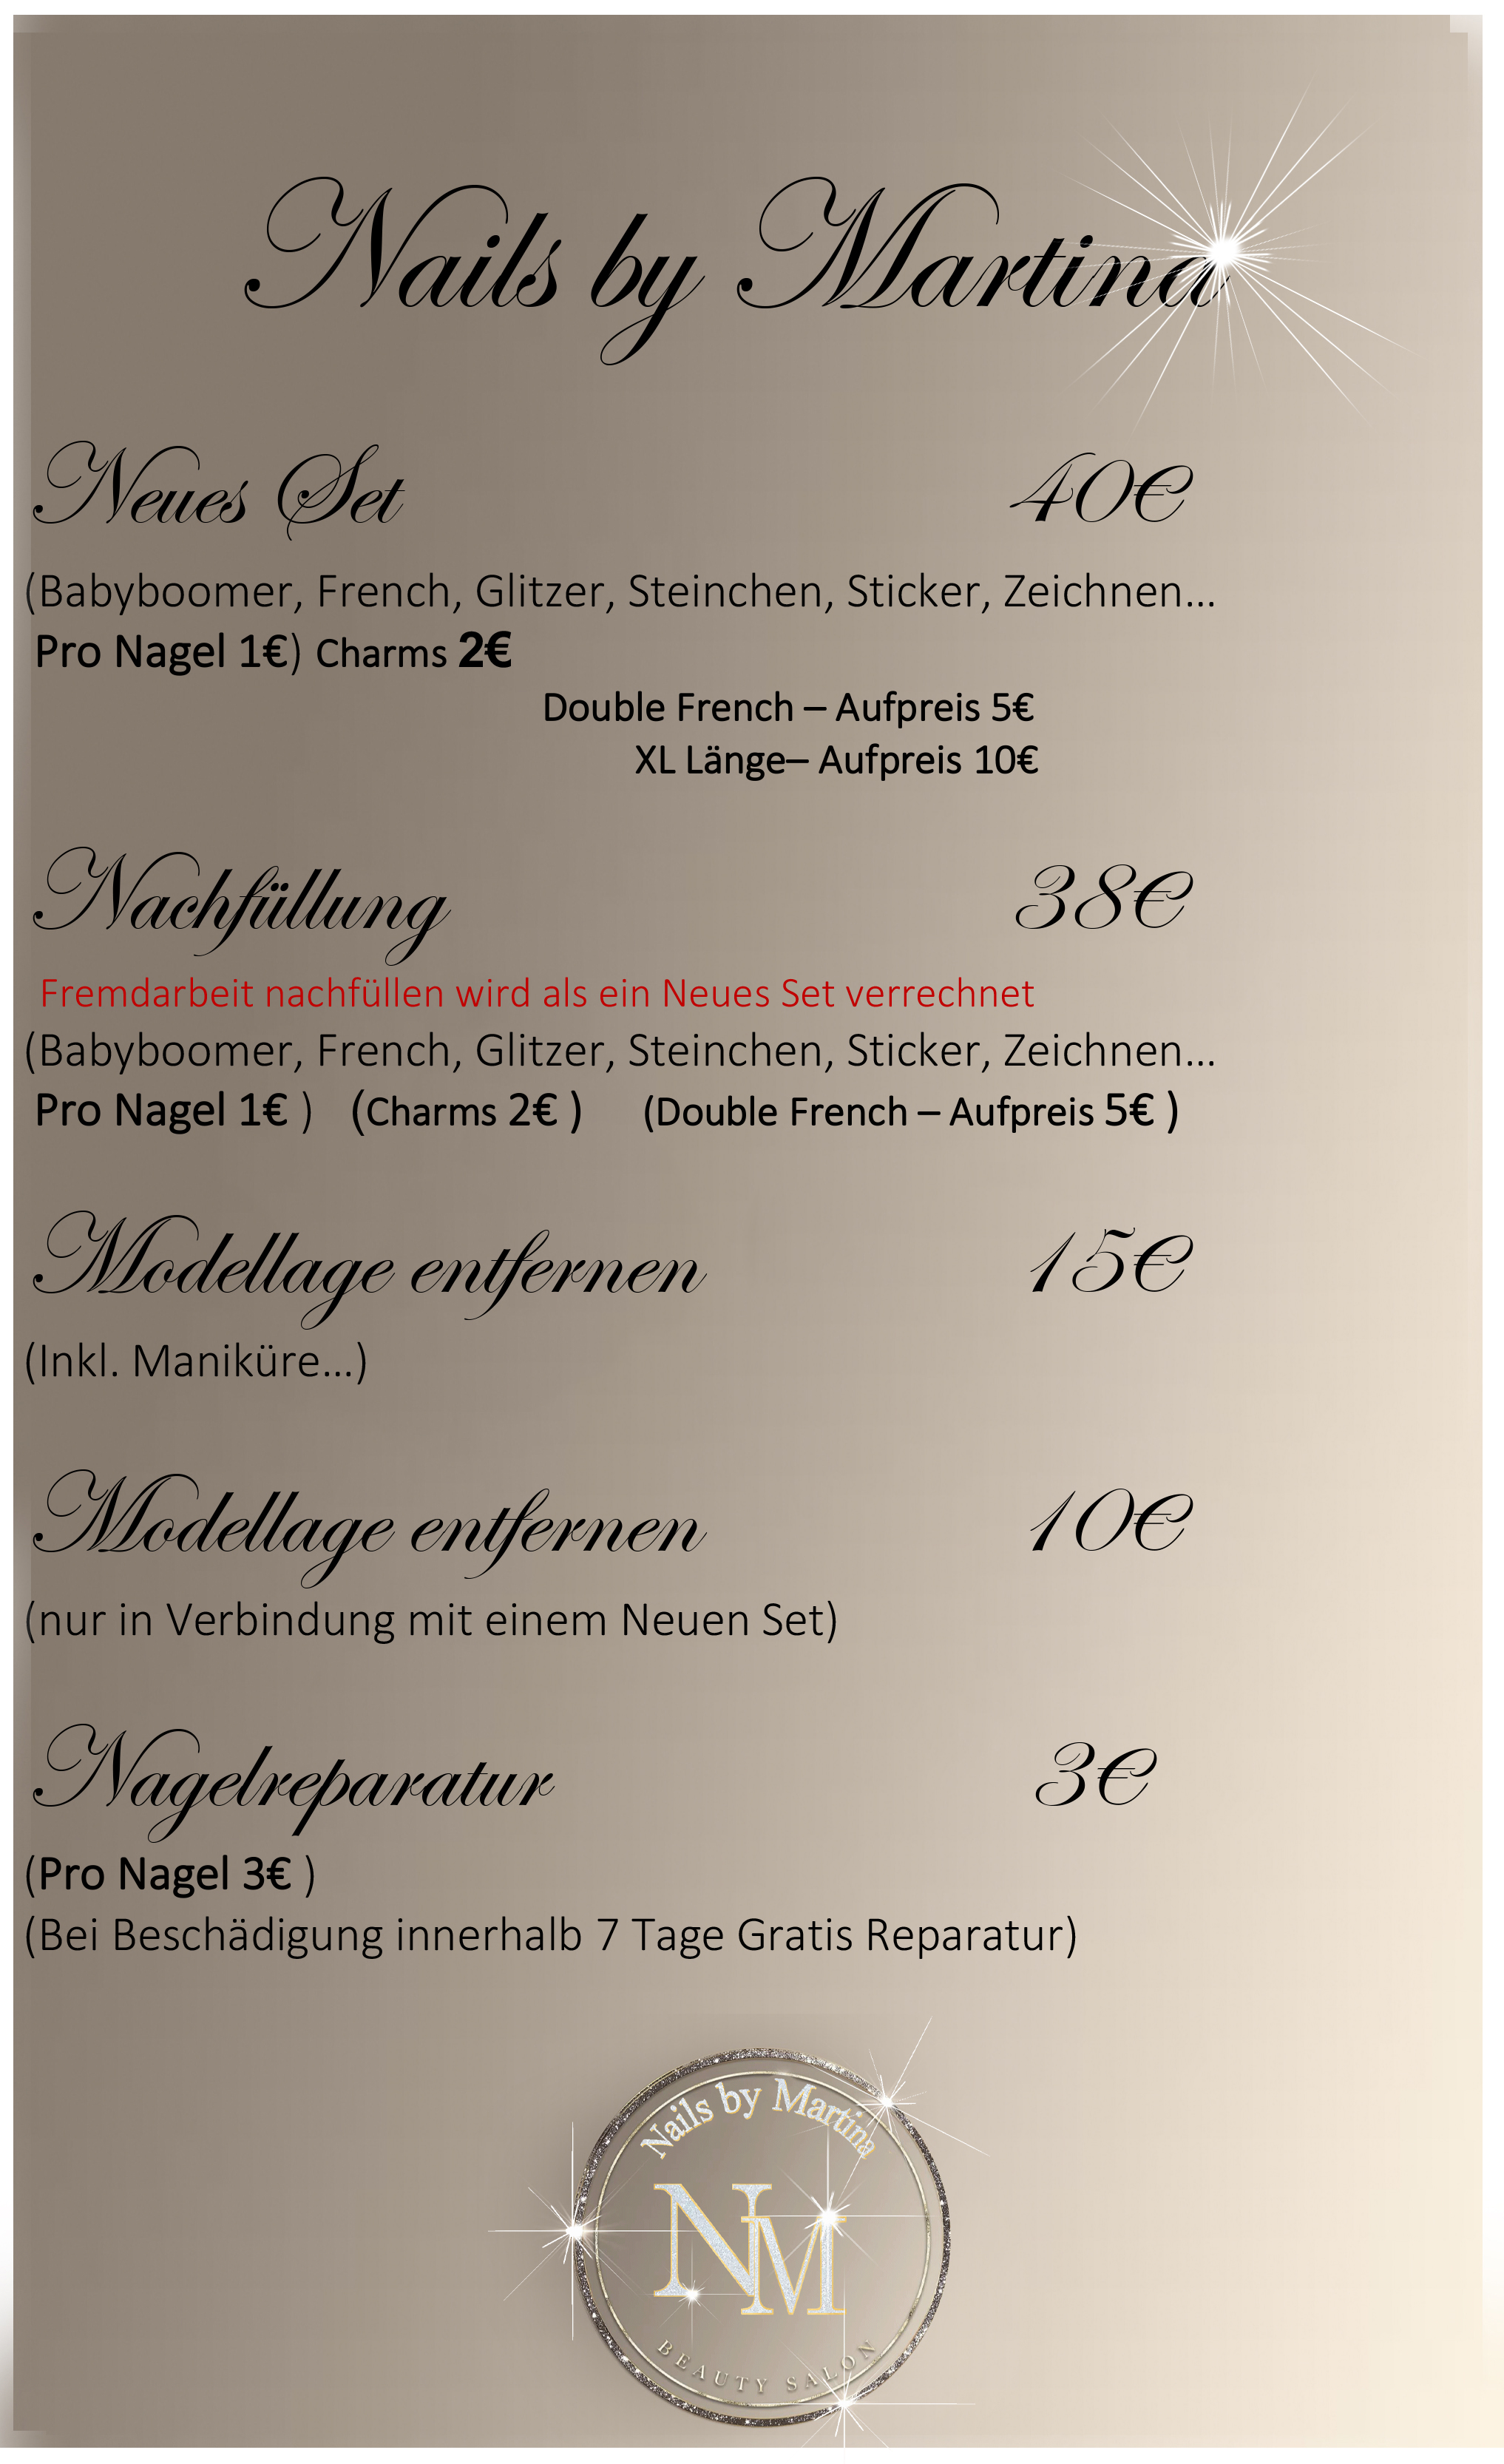 Nails by Martina
Neues Set 40€
(Babyboomer, French, Glitzer, Steinchen, Sticker, Zeichnen...
Pro Nagel 1€) Charms 2€
Double French – Aufpreis 5€
XL Länge– Aufpreis 10€
Nachfüllung 38€
Fremdarbeit nachfüllen wird als ein Neues Set verrechnet
(Babyboomer, French, Glitzer, Steinchen, Sticker, Zeichnen...
Pro Nagel 1€ ) (Charms 2€ ) (Double French – Aufpreis 5€ )
Modellage entfernen 15€
(Inkl. Maniküre...)
Modellage entfernen 10€
(nur in Verbindung mit einem Neuen Set)
Nagelreparatur 3€
(Pro Nagel 3€ )
(Bei Beschädigung innerhalb 7 Tage Gratis Reparatur)
Nails by Martina
NM
BEAUTY SALON